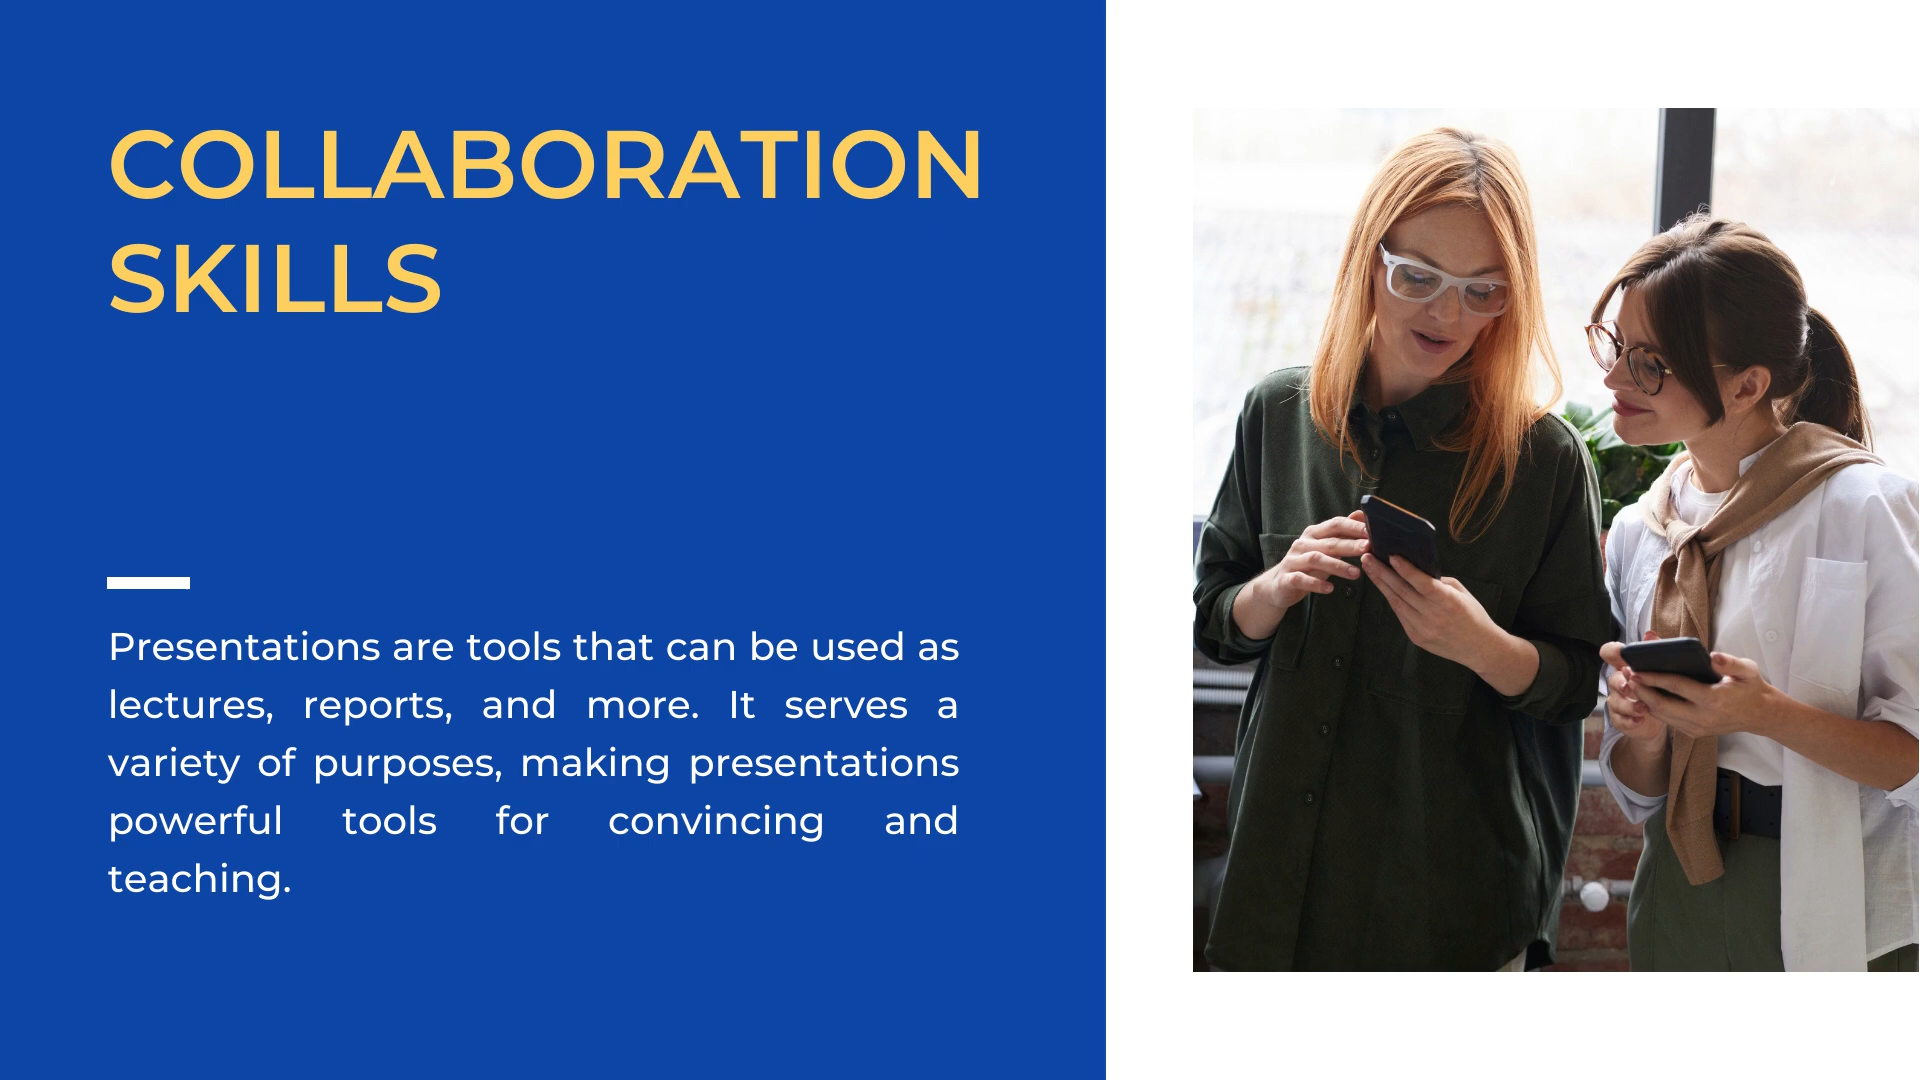 COLLABORATION
SKILLS
Presentations are tools that can be used as
lectures, reports, and more. It serves a
variety of purposes, making presentations
powerful tools for convincing and
teaching.